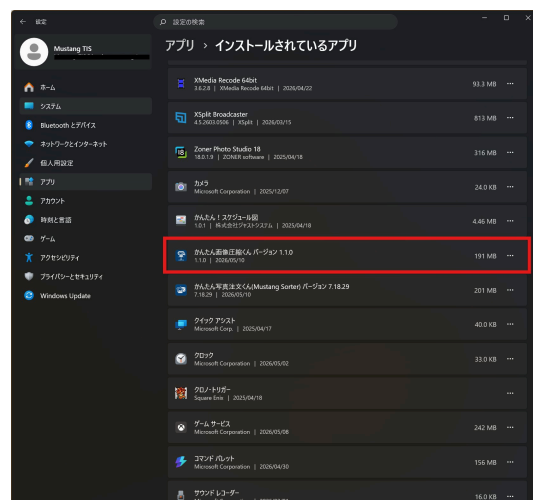 ← 設定
設定の検索
Mustang TIS
アプリ › インストールされているアプリ
ホーム
システム
Bluetooth とデバイス
ネットワークとインターネット
個人用設定
アプリ
アカウント
時刻と言語
ゲーム
アクセシビリティ
プライバシーとセキュリティ
Windows Update
XMedia Recode 64bit
3.6.2.8 | XMedia Recode 64bit | 2026/04/22
93.3 MB
XSplit Broadcaster
4.5.2603.0506 | XSplit | 2026/03/15
813 MB
Zoner Photo Studio 18
18.0.1.9 | ZONER software | 2025/04/18
316 MB
カメラ
Microsoft Corporation | 2025/12/07
24.0 KB
かんたん！スケジュール図
1.0.1 | 株式会社ジャストシステム | 2025/04/18
4.46 MB
かんたん画像圧縮くん バージョン 1.1.0
1.1.0 | 2026/05/10
191 MB
かんたん写真注文くん(Mustang Sorter) バージョン 7.18.29
7.18.29 | 2026/05/10
201 MB
クイック アシスト
Microsoft Corp. | 2025/04/17
40.0 KB
クロック
Microsoft Corporation | 2026/05/02
33.0 KB
クロノ・トリガー
Square Enix | 2025/04/18
ゲーム サービス
Microsoft Corporation | 2026/05/08
242 MB
コマンド パレット
Microsoft Corporation | 2026/04/30
156 MB
サウンド レコーダー
16.0 KB